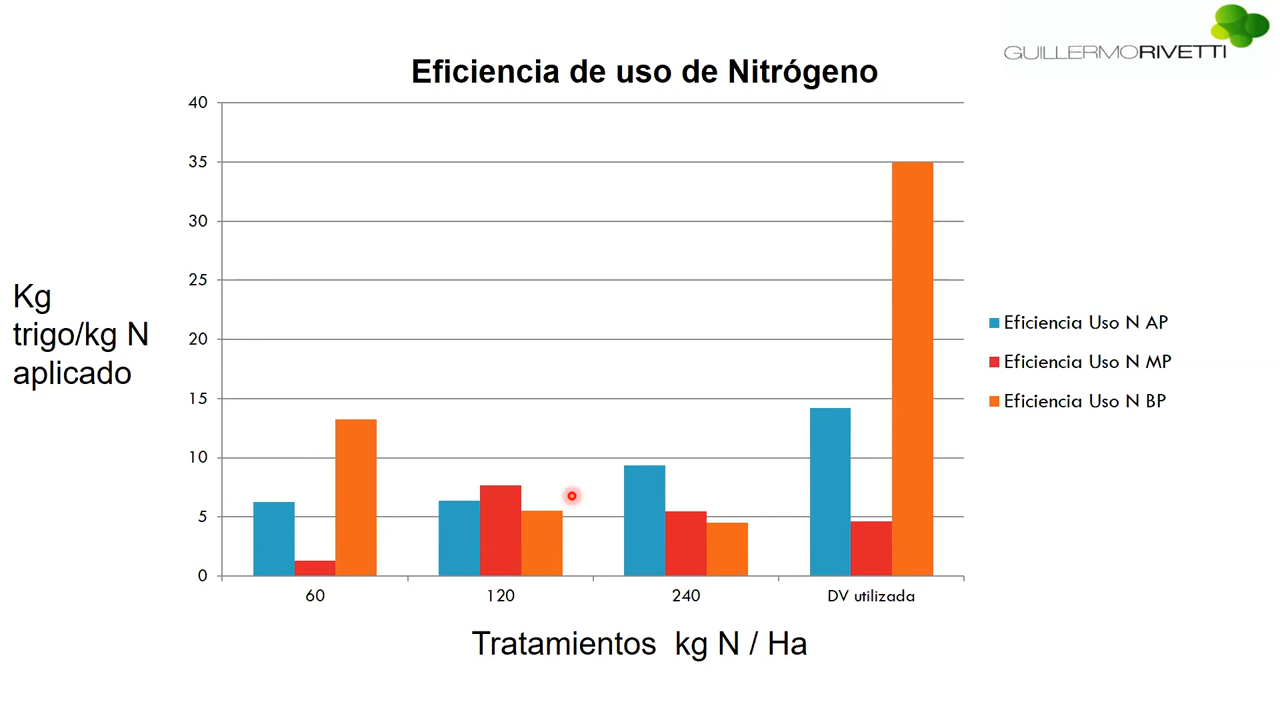 GUILLERMORIVETTI
Eficiencia de uso de Nitrógeno
40
35
30
25
20
15
10
5
0
Kg
trigo/kg N
aplicado
60
120
240
DV utilizada
Tratamientos kg N / Ha
Eficiencia Uso N AP
Eficiencia Uso N MP
Eficiencia Uso N BP